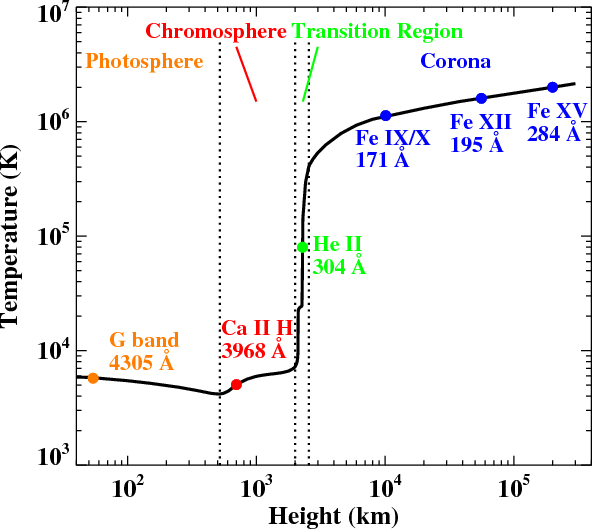 10⁷
Chromosphere Transition Region
Photosphere
Corona
10⁶
Fe IX/X
171 Å
Fe XII
195 Å
Fe XV
284 Å
Temperature (K)
10⁵
He II
304 Å
10⁴
G band
4305 Å
Ca II H
3968 Å
10³
10² 10³ 10⁴ 10⁵
Height (km)